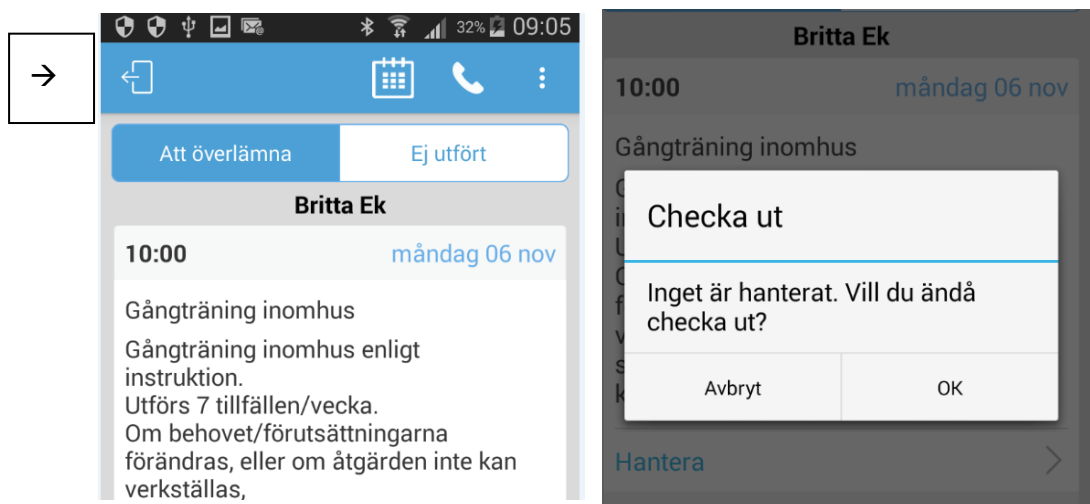 →
32% 09:05
Att överlämna Ej utfört
Britta Ek
10:00 måndag 06 nov
Gångträning inomhus
Gångträning inomhus enligt
instruktion.
Utförs 7 tillfällen/vecka.
Om behovet/förutsättningarna
förändras, eller om åtgärden inte kan
verkställas,
Britta Ek
10:00 måndag 06 nov
Gångträning inomhus
Checka ut
Inget är hanterat. Vill du ändå
checka ut?
Avbryt OK
Hantera